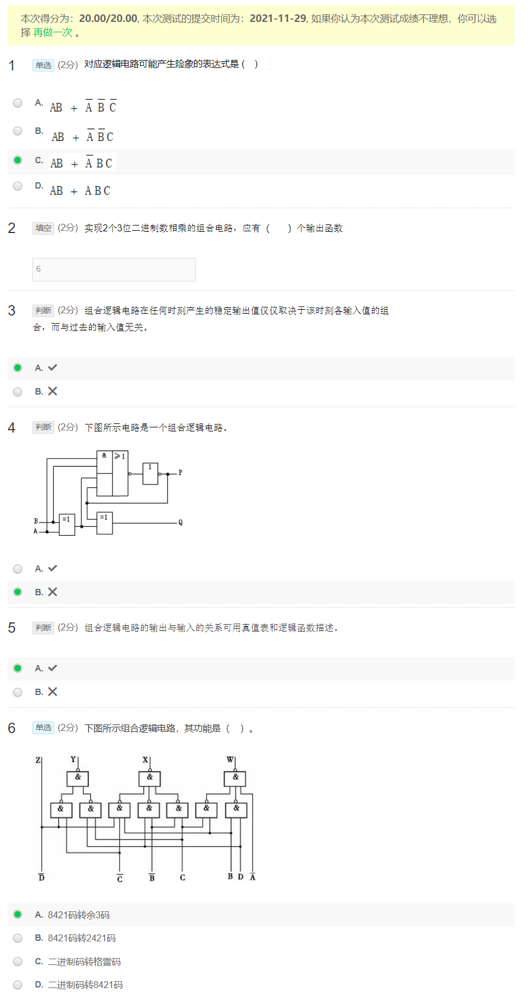 本次得分为：20.00/20.00, 本次测试的提交时间为：2021-11-29, 如果你认为本次测试成绩不理想，你可以选
择 再做一次 。
1 单选 (2分) 对应逻辑电路可能产生险象的表达式是 ( )
A. AB + A̅ B̅ C̅
B. AB + A̅ B̅ C
C. AB + A̅ B C
D. AB + A B C
2 填空 (2分) 实现2个3位二进制数相乘的组合电路，应有（ ）个输出函数
6
3 判断 (2分) 组合逻辑电路在任何时刻产生的稳定输出值仅仅取决于该时刻各输入值的组
合，而与过去的输入值无关。
A. ✓
B. ✕
4 判断 (2分) 下图所示电路是一个组合逻辑电路。
& ≥1
1
P
B =1 =1
Q
A
A. ✓
B. ✕
5 判断 (2分) 组合逻辑电路的输出与输入的关系可用真值表和逻辑函数描述。
A. ✓
B. ✕
6 单选 (2分) 下图所示组合逻辑电路，其功能是（ ）。
Z Y X W
& & &
& & & & & & &
D̅ C̅ B̅ C B D A̅
A. 8421码转余3码
B. 8421码转2421码
C. 二进制码转格雷码
D. 二进制码转8421码